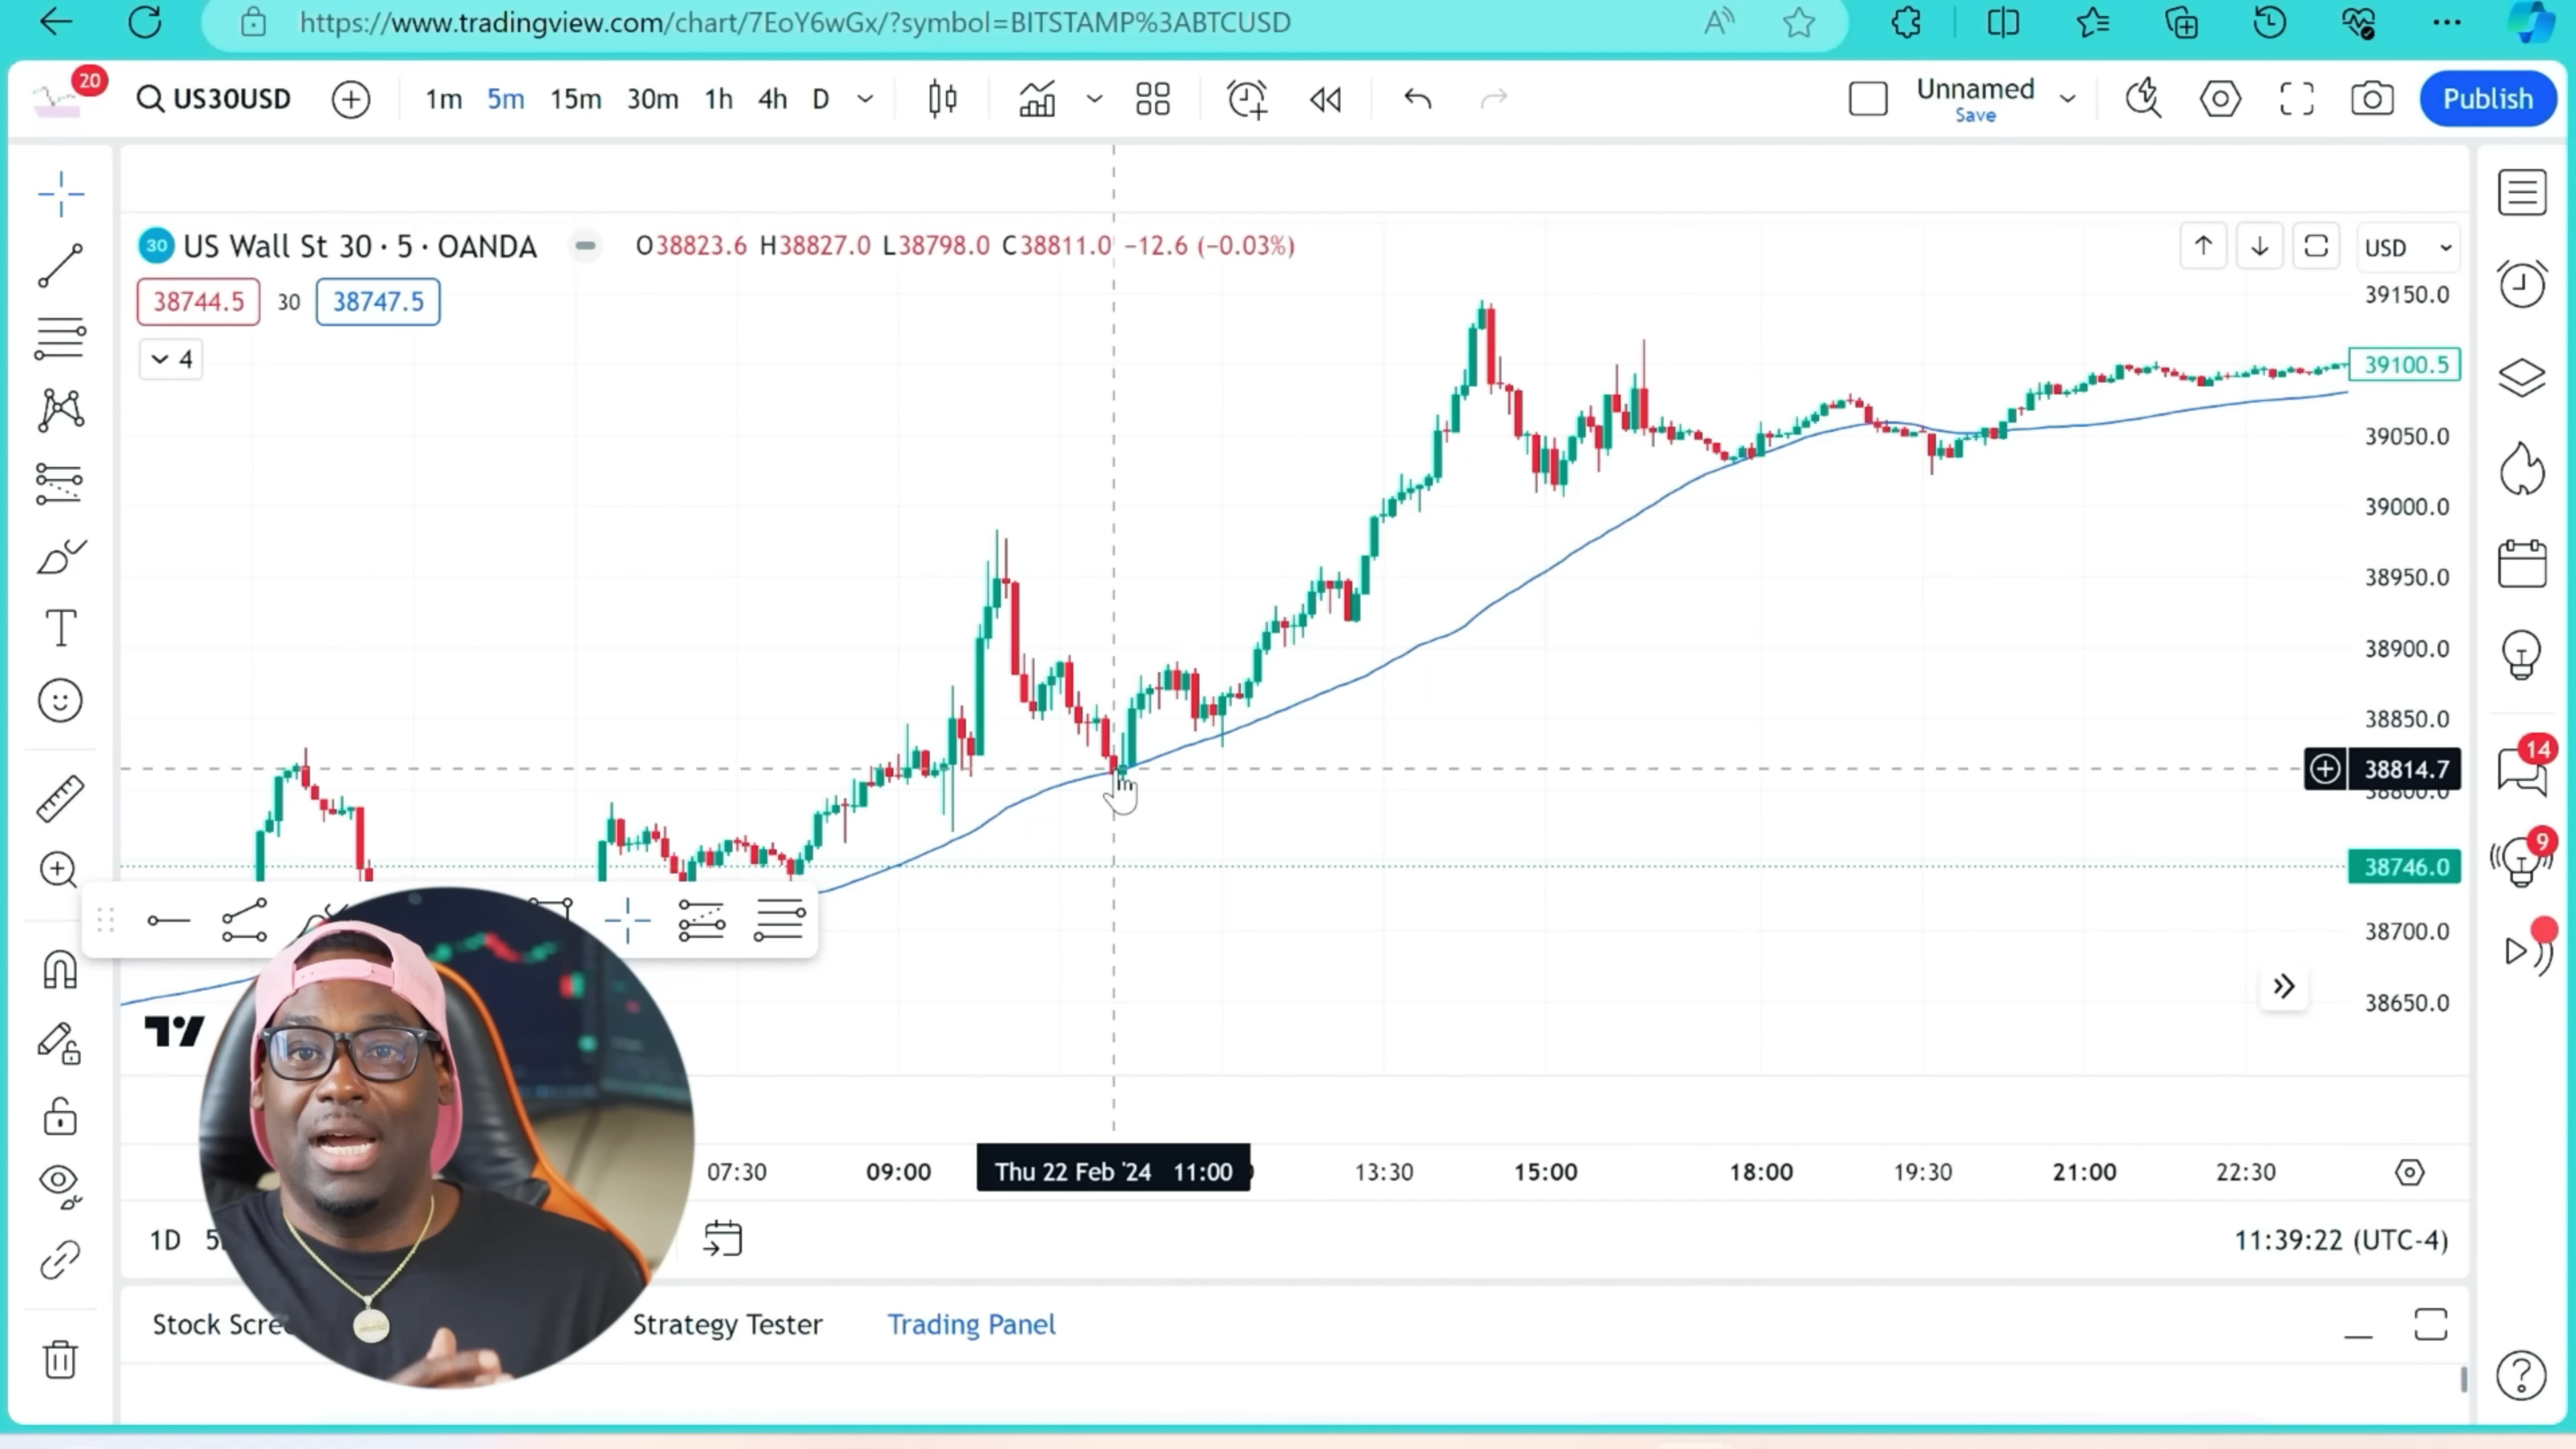 https://www.tradingview.com/chart/7EoY6wGx/?symbol=BITSTAMP%3ABTCUSD
20
US30USD
1m 5m 15m 30m 1h 4h D
Unnamed
Save
Publish
30 US Wall St 30 · 5 · OANDA O38823.6 H38827.0 L38798.0 C38811.0 −12.6 (−0.03%)
USD
38744.5 30 38747.5
4
39150.0
39100.5
39050.0
39000.0
38950.0
38900.0
38850.0
38814.7
38800.0
38746.0
38700.0
38650.0
14
9
07:30 09:00 Thu 22 Feb '24 11:00 13:30 15:00 18:00 19:30 21:00 22:30
1D
11:39:22 (UTC-4)
Stock Strategy Tester Trading Panel